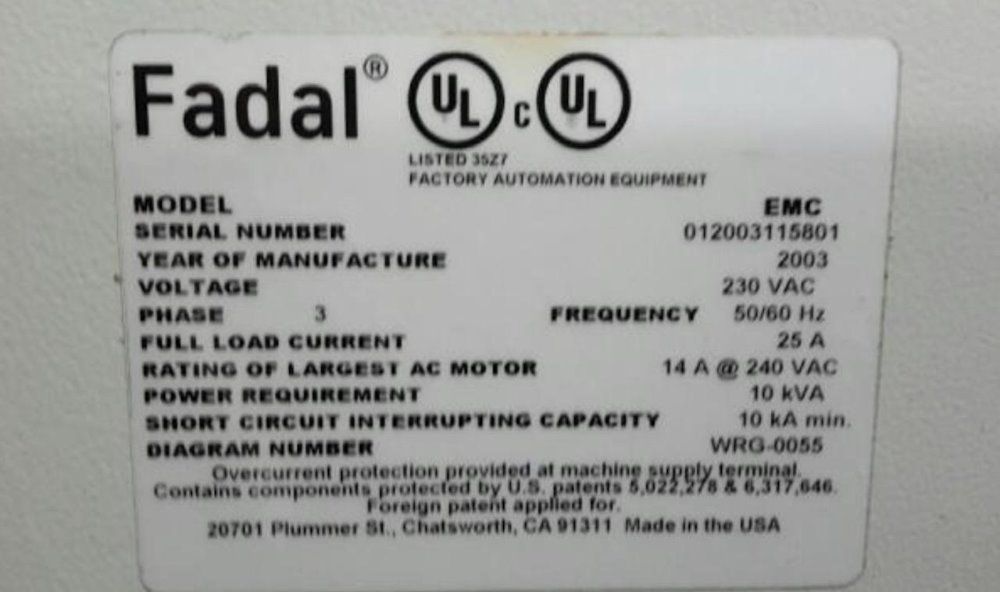 Fadal® UL c UL
LISTED 35Z7
FACTORY AUTOMATION EQUIPMENT
MODEL EMC
SERIAL NUMBER 012003115801
YEAR OF MANUFACTURE 2003
VOLTAGE 230 VAC
PHASE 3 FREQUENCY 50/60 Hz
FULL LOAD CURRENT 25 A
RATING OF LARGEST AC MOTOR 14 A @ 240 VAC
POWER REQUIREMENT 10 kVA
SHORT CIRCUIT INTERRUPTING CAPACITY 10 kA min.
DIAGRAM NUMBER WRG-0055
Overcurrent protection provided at machine supply terminal.
Contains components protected by U.S. patents 5,022,278 & 6,317,646.
Foreign patent applied for.
20701 Plummer St., Chatsworth, CA 91311 Made in the USA